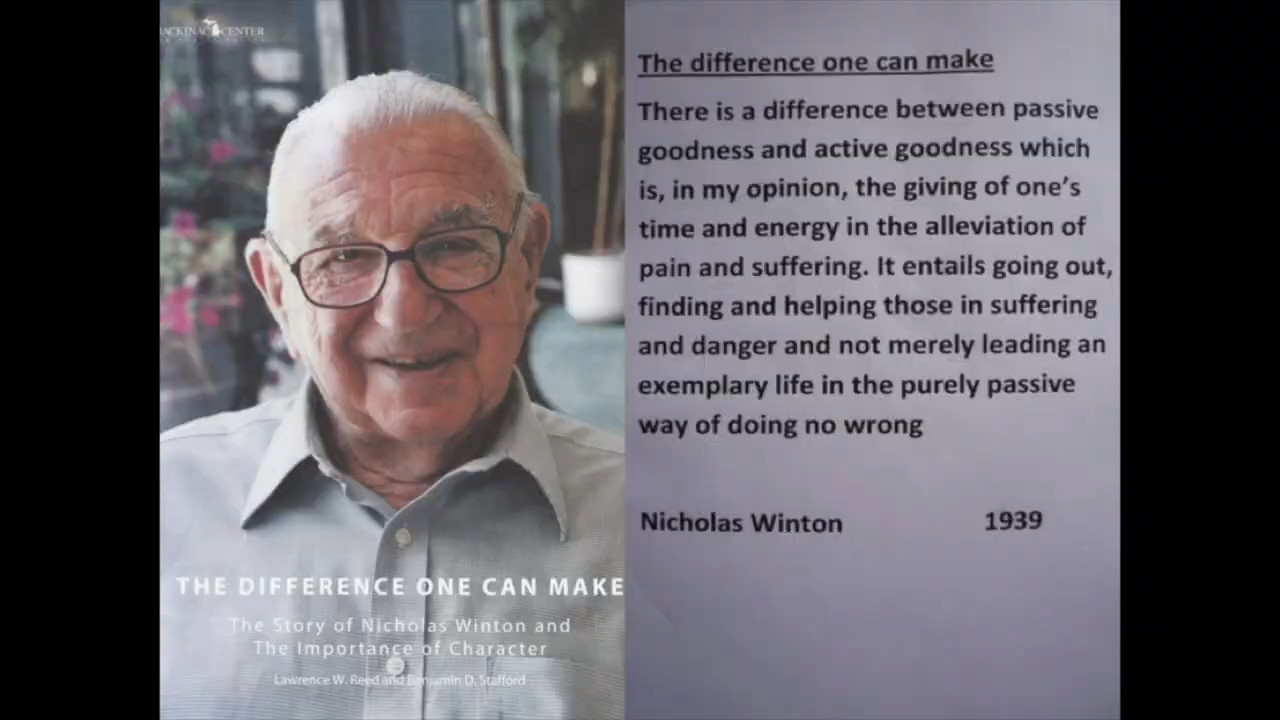 MACKINAC CENTER
THE DIFFERENCE ONE CAN MAKE
The Story of Nicholas Winton and
The Importance of Character
Lawrence W. Reed and Benjamin D. Stafford
The difference one can make
There is a difference between passive
goodness and active goodness which
is, in my opinion, the giving of one's
time and energy in the alleviation of
pain and suffering. It entails going out,
finding and helping those in suffering
and danger and not merely leading an
exemplary life in the purely passive
way of doing no wrong
Nicholas Winton 1939